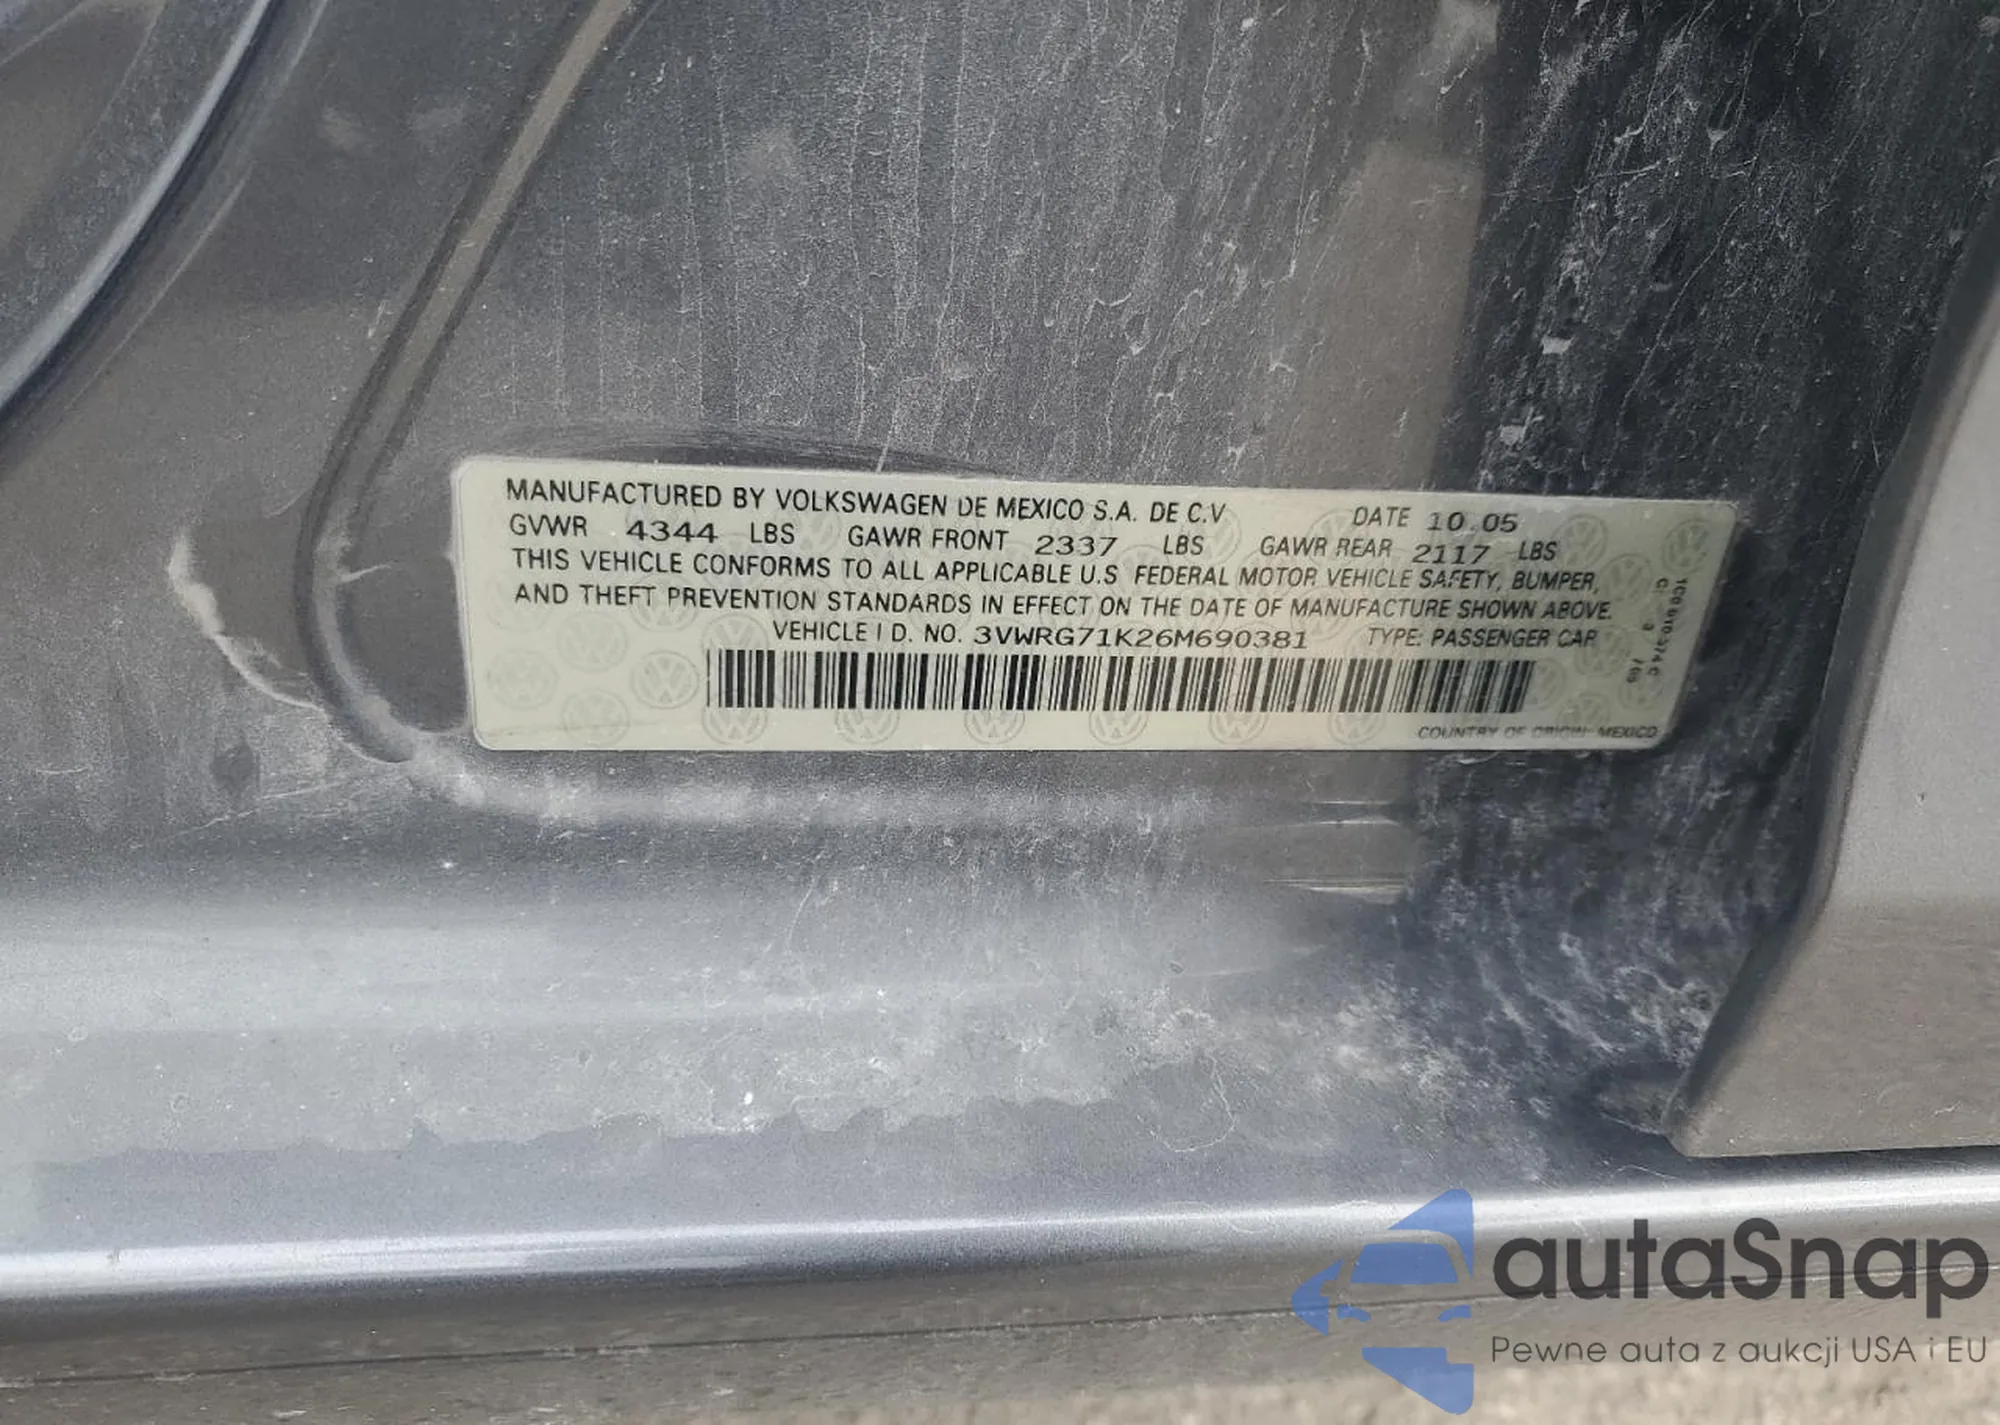 MANUFACTURED BY VOLKSWAGEN DE MEXICO S.A. DE C.V DATE 10.05
GVWR 4344 LBS GAWR FRONT 2337 LBS GAWR REAR 2117 LBS
THIS VEHICLE CONFORMS TO ALL APPLICABLE U.S FEDERAL MOTOR VEHICLE SAFETY, BUMPER,
AND THEFT PREVENTION STANDARDS IN EFFECT ON THE DATE OF MANUFACTURE SHOWN ABOVE.
VEHICLE I D. NO. 3VWRG71K26M690381 TYPE: PASSENGER CAR
COUNTRY OF ORIGIN: MEXICO
autaSnap
Pewne auta z aukcji USA i EU